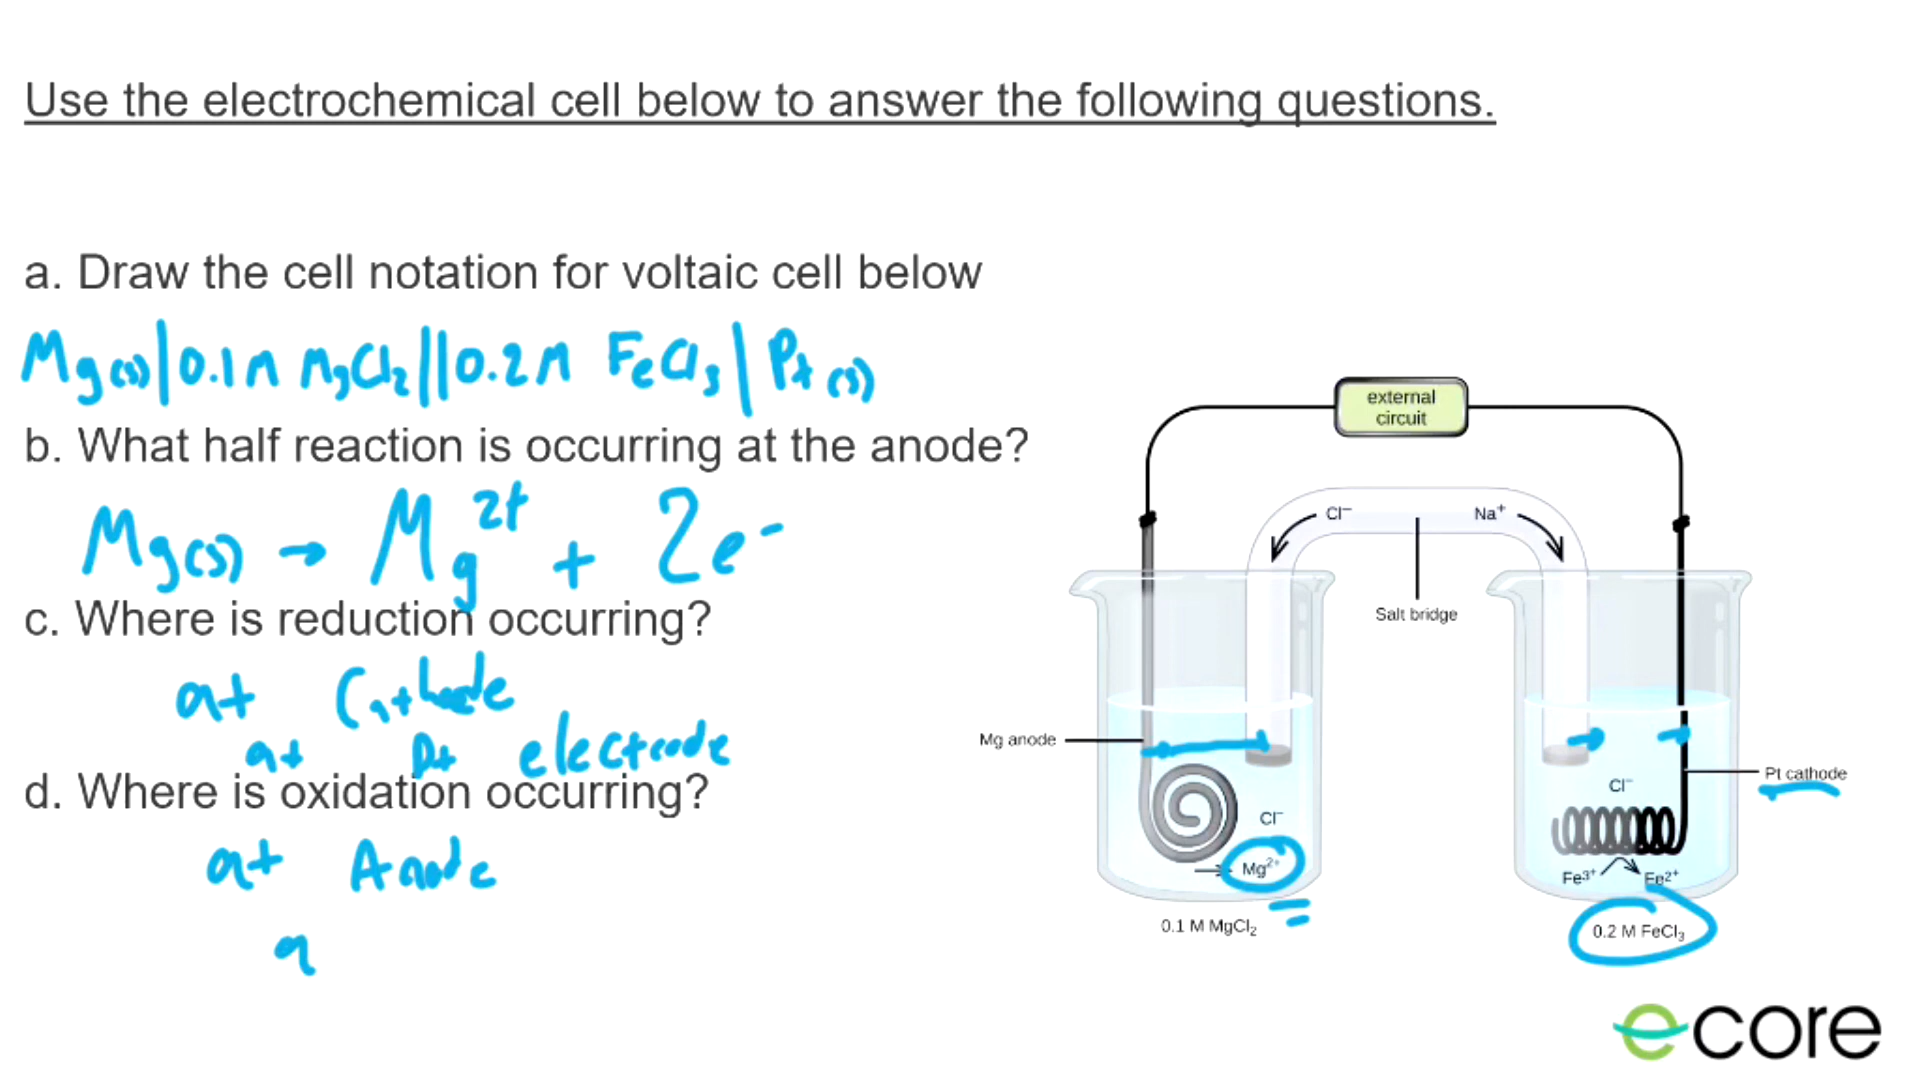 Use the electrochemical cell below to answer the following questions.
a. Draw the cell notation for voltaic cell below
Mg(s)|0.1M MgCl₂||0.2M FeCl₃|Pt(s)
b. What half reaction is occurring at the anode?
Mg(s) → Mg²⁺ + 2e⁻
c. Where is reduction occurring?
at Cathode
at Pt electrode
d. Where is oxidation occurring?
at Anode
a
external
circuit
Cl⁻ Na⁺
Salt bridge
Mg anode
Pt cathode
Cl⁻
Cl⁻
Mg²⁺
Fe³⁺ Fe²⁺
0.1 M MgCl₂
0.2 M FeCl₃
ecore